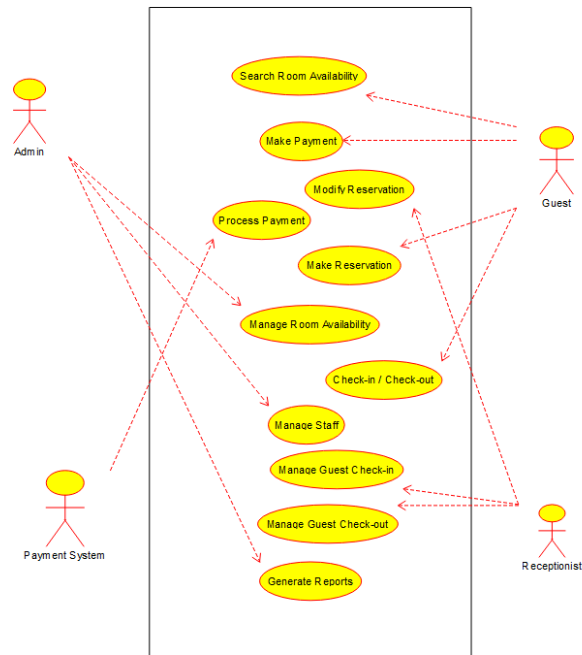 Search Room Availability
Make Payment
Admin
Modify Reservation
Guest
Process Payment
Make Reservation
Manage Room Availability
Check-in / Check-out
Manage Staff
Manage Guest Check-in
Manage Guest Check-out
Payment System
Receptionist
Generate Reports